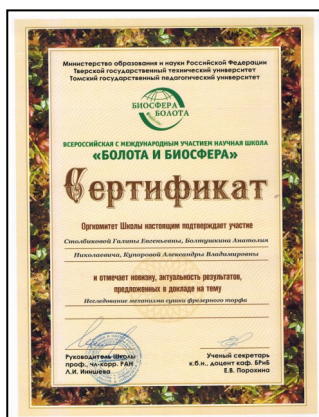 Министерство образования и науки Российской Федерации
Тверской государственный технический университет
Томский государственный педагогический университет
БИОСФЕРА
БОЛОТА
ВСЕРОССИЙСКАЯ С МЕЖДУНАРОДНЫМ УЧАСТИЕМ НАУЧНАЯ ШКОЛА
«БОЛОТА И БИОСФЕРА»
Сертификат
Оргкомитет Школы настоящим подтверждает участие
Столбиковой Галины Евгеньевны, Болтушкина Анатолия
Николаевича, Купоровой Александры Владимировны
и отмечает новизну, актуальность результатов,
предложенных в докладе на тему
Исследование механизма сушки фрезерного торфа
Руководитель Школы
проф., чл-корр. РАН
Л.И. Инишева
Ученый секретарь
к.б.н., доцент каф. БРиБ
Е.В. Порохина